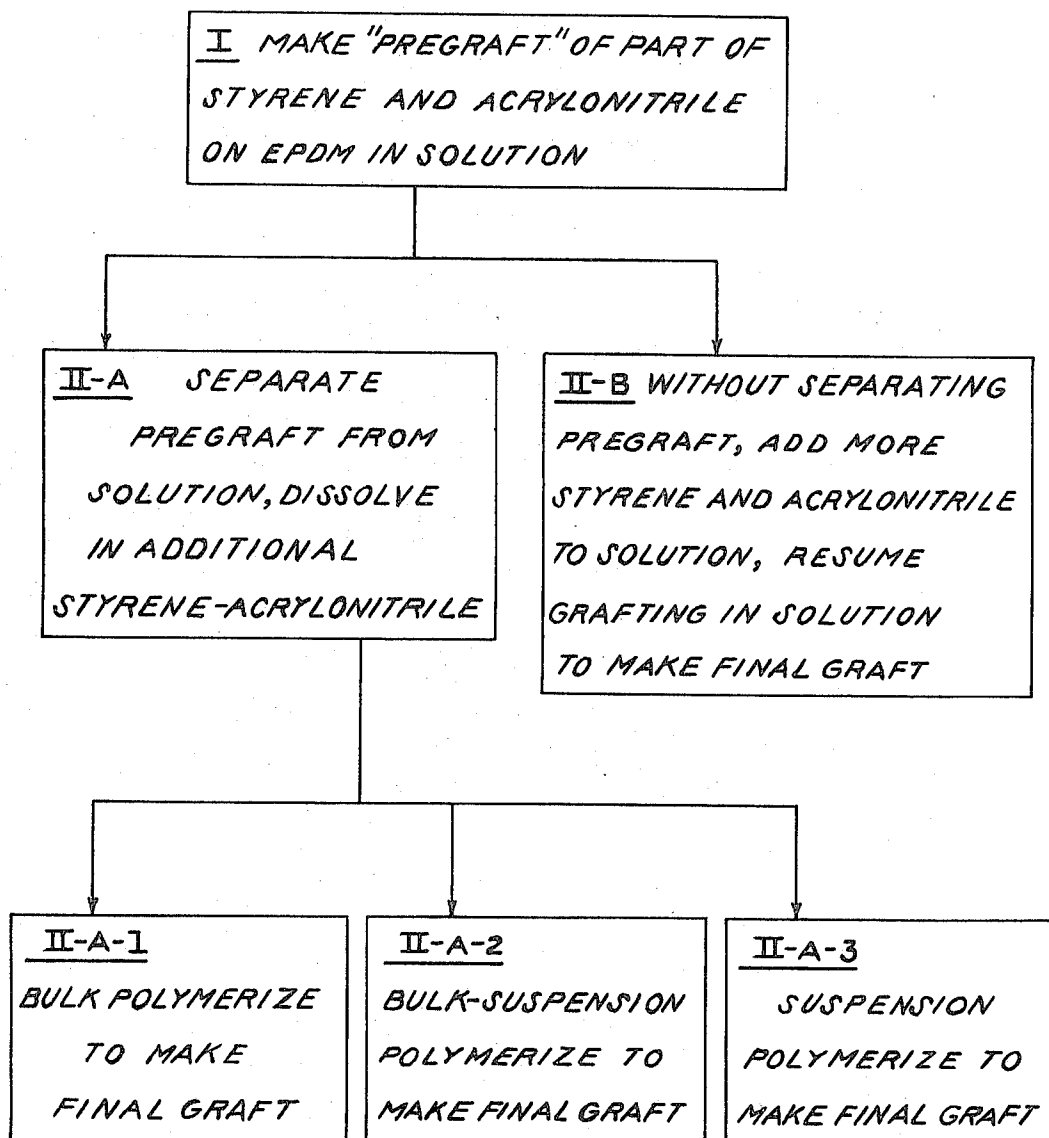 I MAKE "PREGRAFT" OF PART OF
STYRENE AND ACRYLONITRILE
ON EPDM IN SOLUTION
II-A SEPARATE
PREGRAFT FROM
SOLUTION, DISSOLVE
IN ADDITIONAL
STYRENE-ACRYLONITRILE
II-B WITHOUT SEPARATING
PREGRAFT, ADD MORE
STYRENE AND ACRYLONITRILE
TO SOLUTION, RESUME
GRAFTING IN SOLUTION
TO MAKE FINAL GRAFT
II-A-1
BULK POLYMERIZE
TO MAKE
FINAL GRAFT
II-A-2
BULK-SUSPENSION
POLYMERIZE TO
MAKE FINAL GRAFT
II-A-3
SUSPENSION
POLYMERIZE TO
MAKE FINAL GRAFT